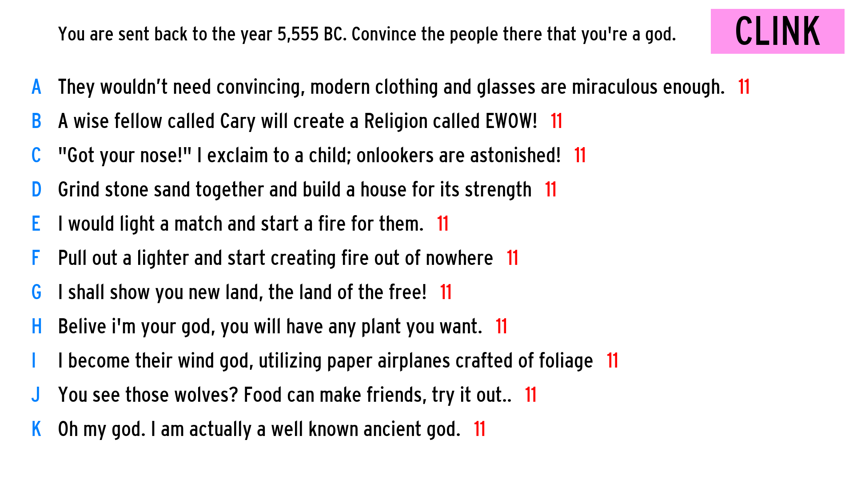 You are sent back to the year 5,555 BC. Convince the people there that you're a god.
CLINK
A They wouldn’t need convincing, modern clothing and glasses are miraculous enough. 11
B A wise fellow called Cary will create a Religion called EWOW! 11
C "Got your nose!" I exclaim to a child; onlookers are astonished! 11
D Grind stone sand together and build a house for its strength 11
E I would light a match and start a fire for them. 11
F Pull out a lighter and start creating fire out of nowhere 11
G I shall show you new land, the land of the free! 11
H Belive i'm your god, you will have any plant you want. 11
I I become their wind god, utilizing paper airplanes crafted of foliage 11
J You see those wolves? Food can make friends, try it out.. 11
K Oh my god. I am actually a well known ancient god. 11